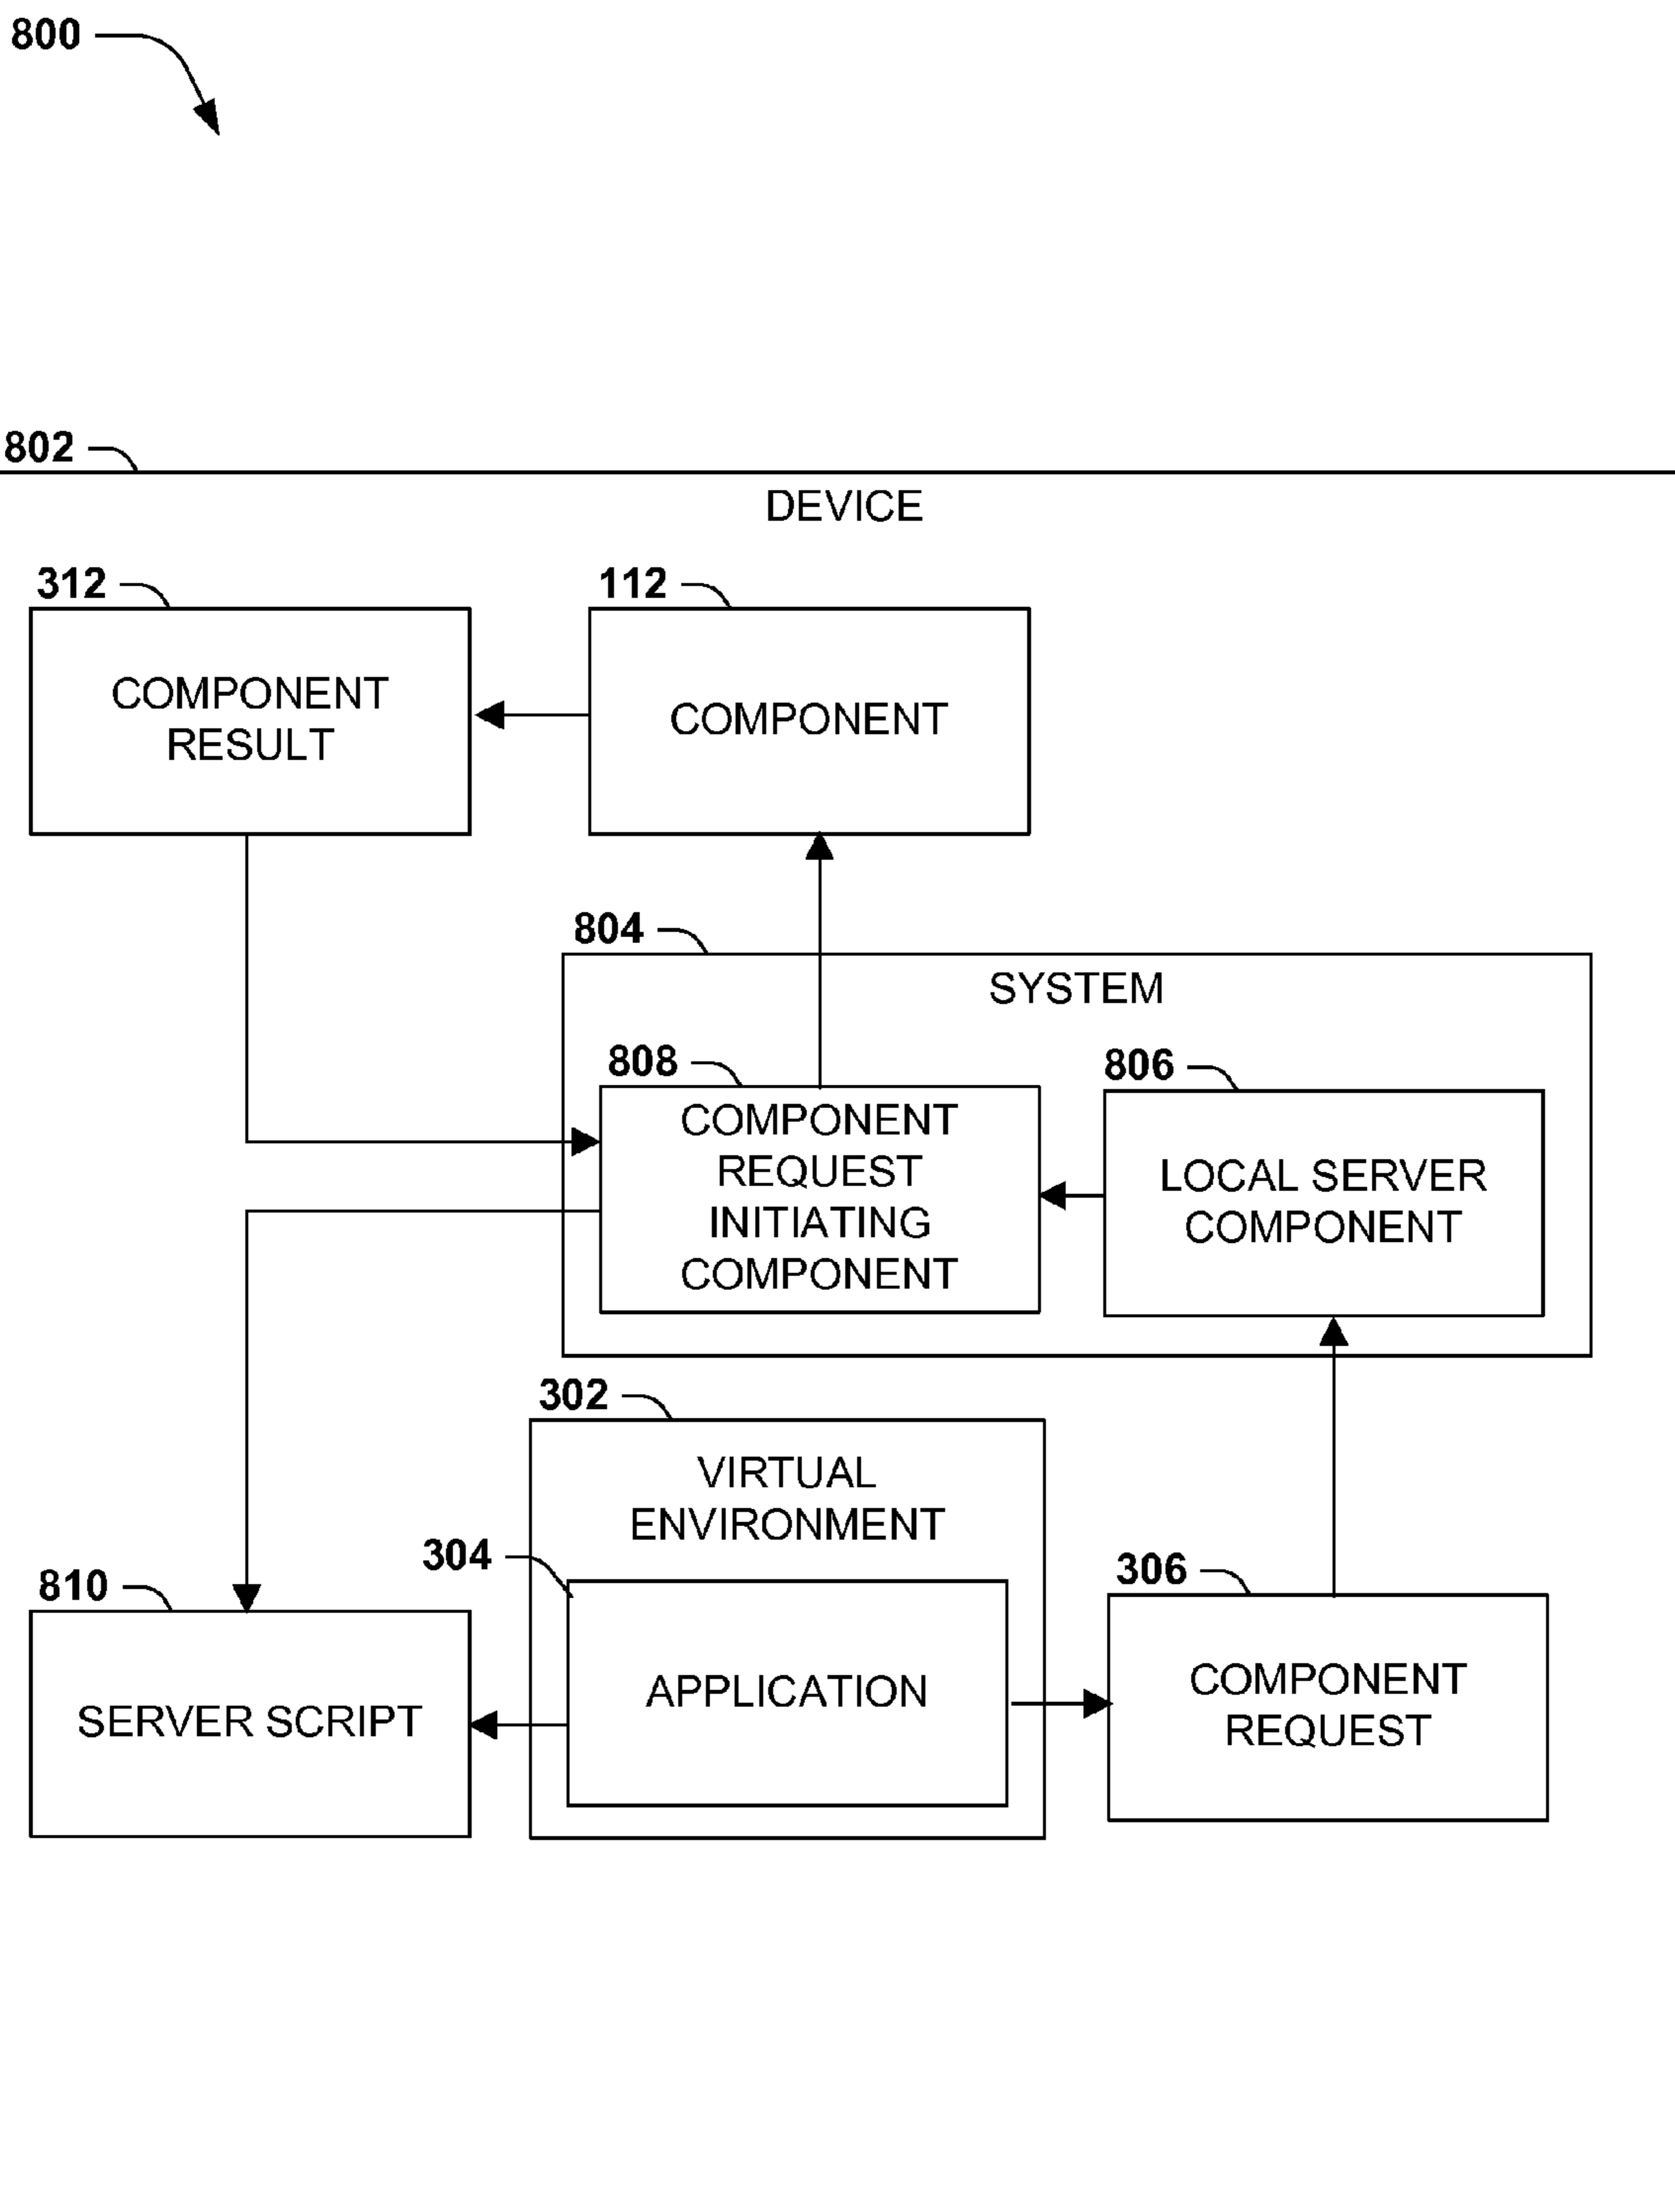 800
802
DEVICE
312
112
COMPONENT
RESULT
COMPONENT
804
SYSTEM
808
806
COMPONENT
REQUEST
INITIATING
COMPONENT
LOCAL SERVER
COMPONENT
302
VIRTUAL
ENVIRONMENT
304
810
306
SERVER SCRIPT
APPLICATION
COMPONENT
REQUEST